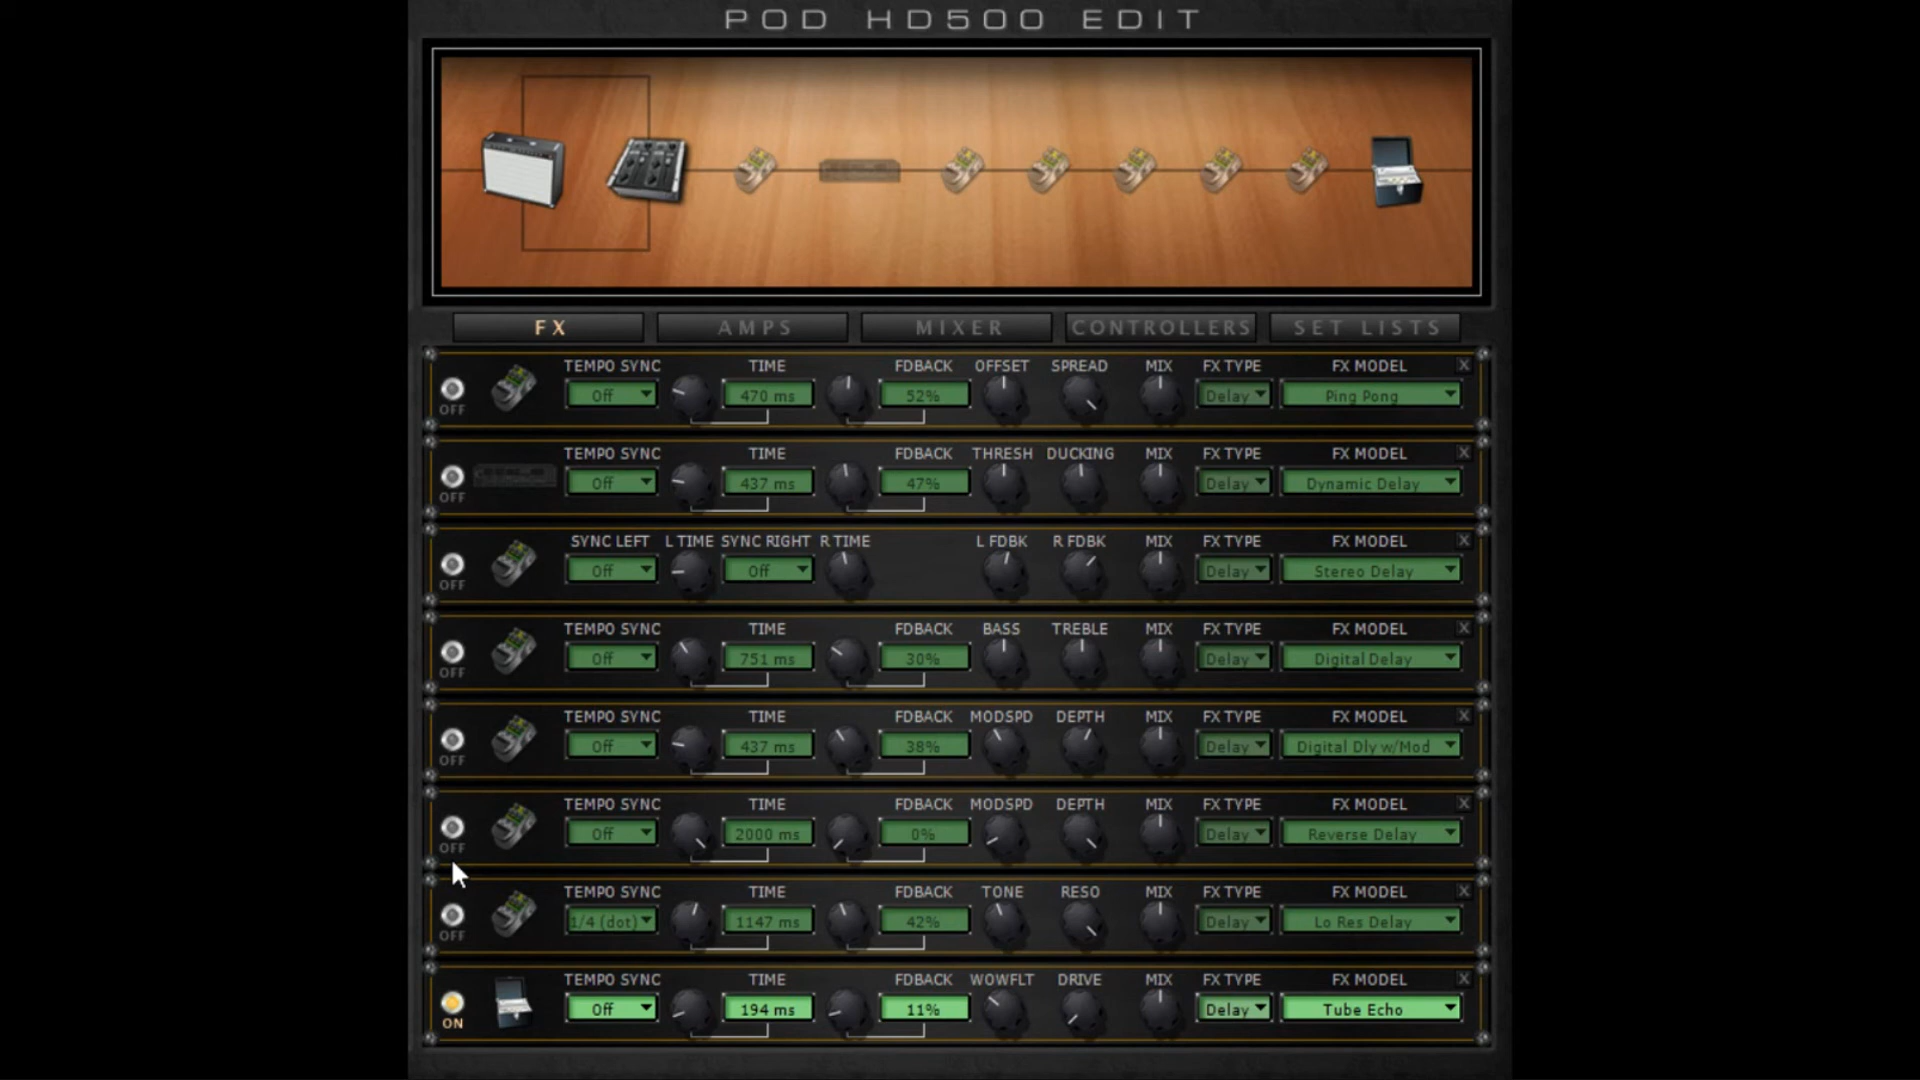 POD HD500 EDIT
FX AMPS MIXER CONTROLLERS SET LISTS
TEMPO SYNC TIME FDBACK OFFSET SPREAD MIX FX TYPE FX MODEL X
OFF Off 470 ms 52% Delay Ping Pong
TEMPO SYNC TIME FDBACK THRESH DUCKING MIX FX TYPE FX MODEL X
OFF Off 437 ms 47% Delay Dynamic Delay
SYNC LEFT L TIME SYNC RIGHT R TIME L FDBK R FDBK MIX FX TYPE FX MODEL X
OFF Off Off Delay Stereo Delay
TEMPO SYNC TIME FDBACK BASS TREBLE MIX FX TYPE FX MODEL X
OFF Off 751 ms 30% Delay Digital Delay
TEMPO SYNC TIME FDBACK MODSPD DEPTH MIX FX TYPE FX MODEL X
OFF Off 437 ms 38% Delay Digital Dly w/Mod
TEMPO SYNC TIME FDBACK MODSPD DEPTH MIX FX TYPE FX MODEL X
OFF Off 2000 ms 0% Delay Reverse Delay
TEMPO SYNC TIME FDBACK TONE RESO MIX FX TYPE FX MODEL X
OFF 1/4 (dot) 1147 ms 42% Delay Lo Res Delay
TEMPO SYNC TIME FDBACK WOWFLT DRIVE MIX FX TYPE FX MODEL X
ON Off 194 ms 11% Delay Tube Echo